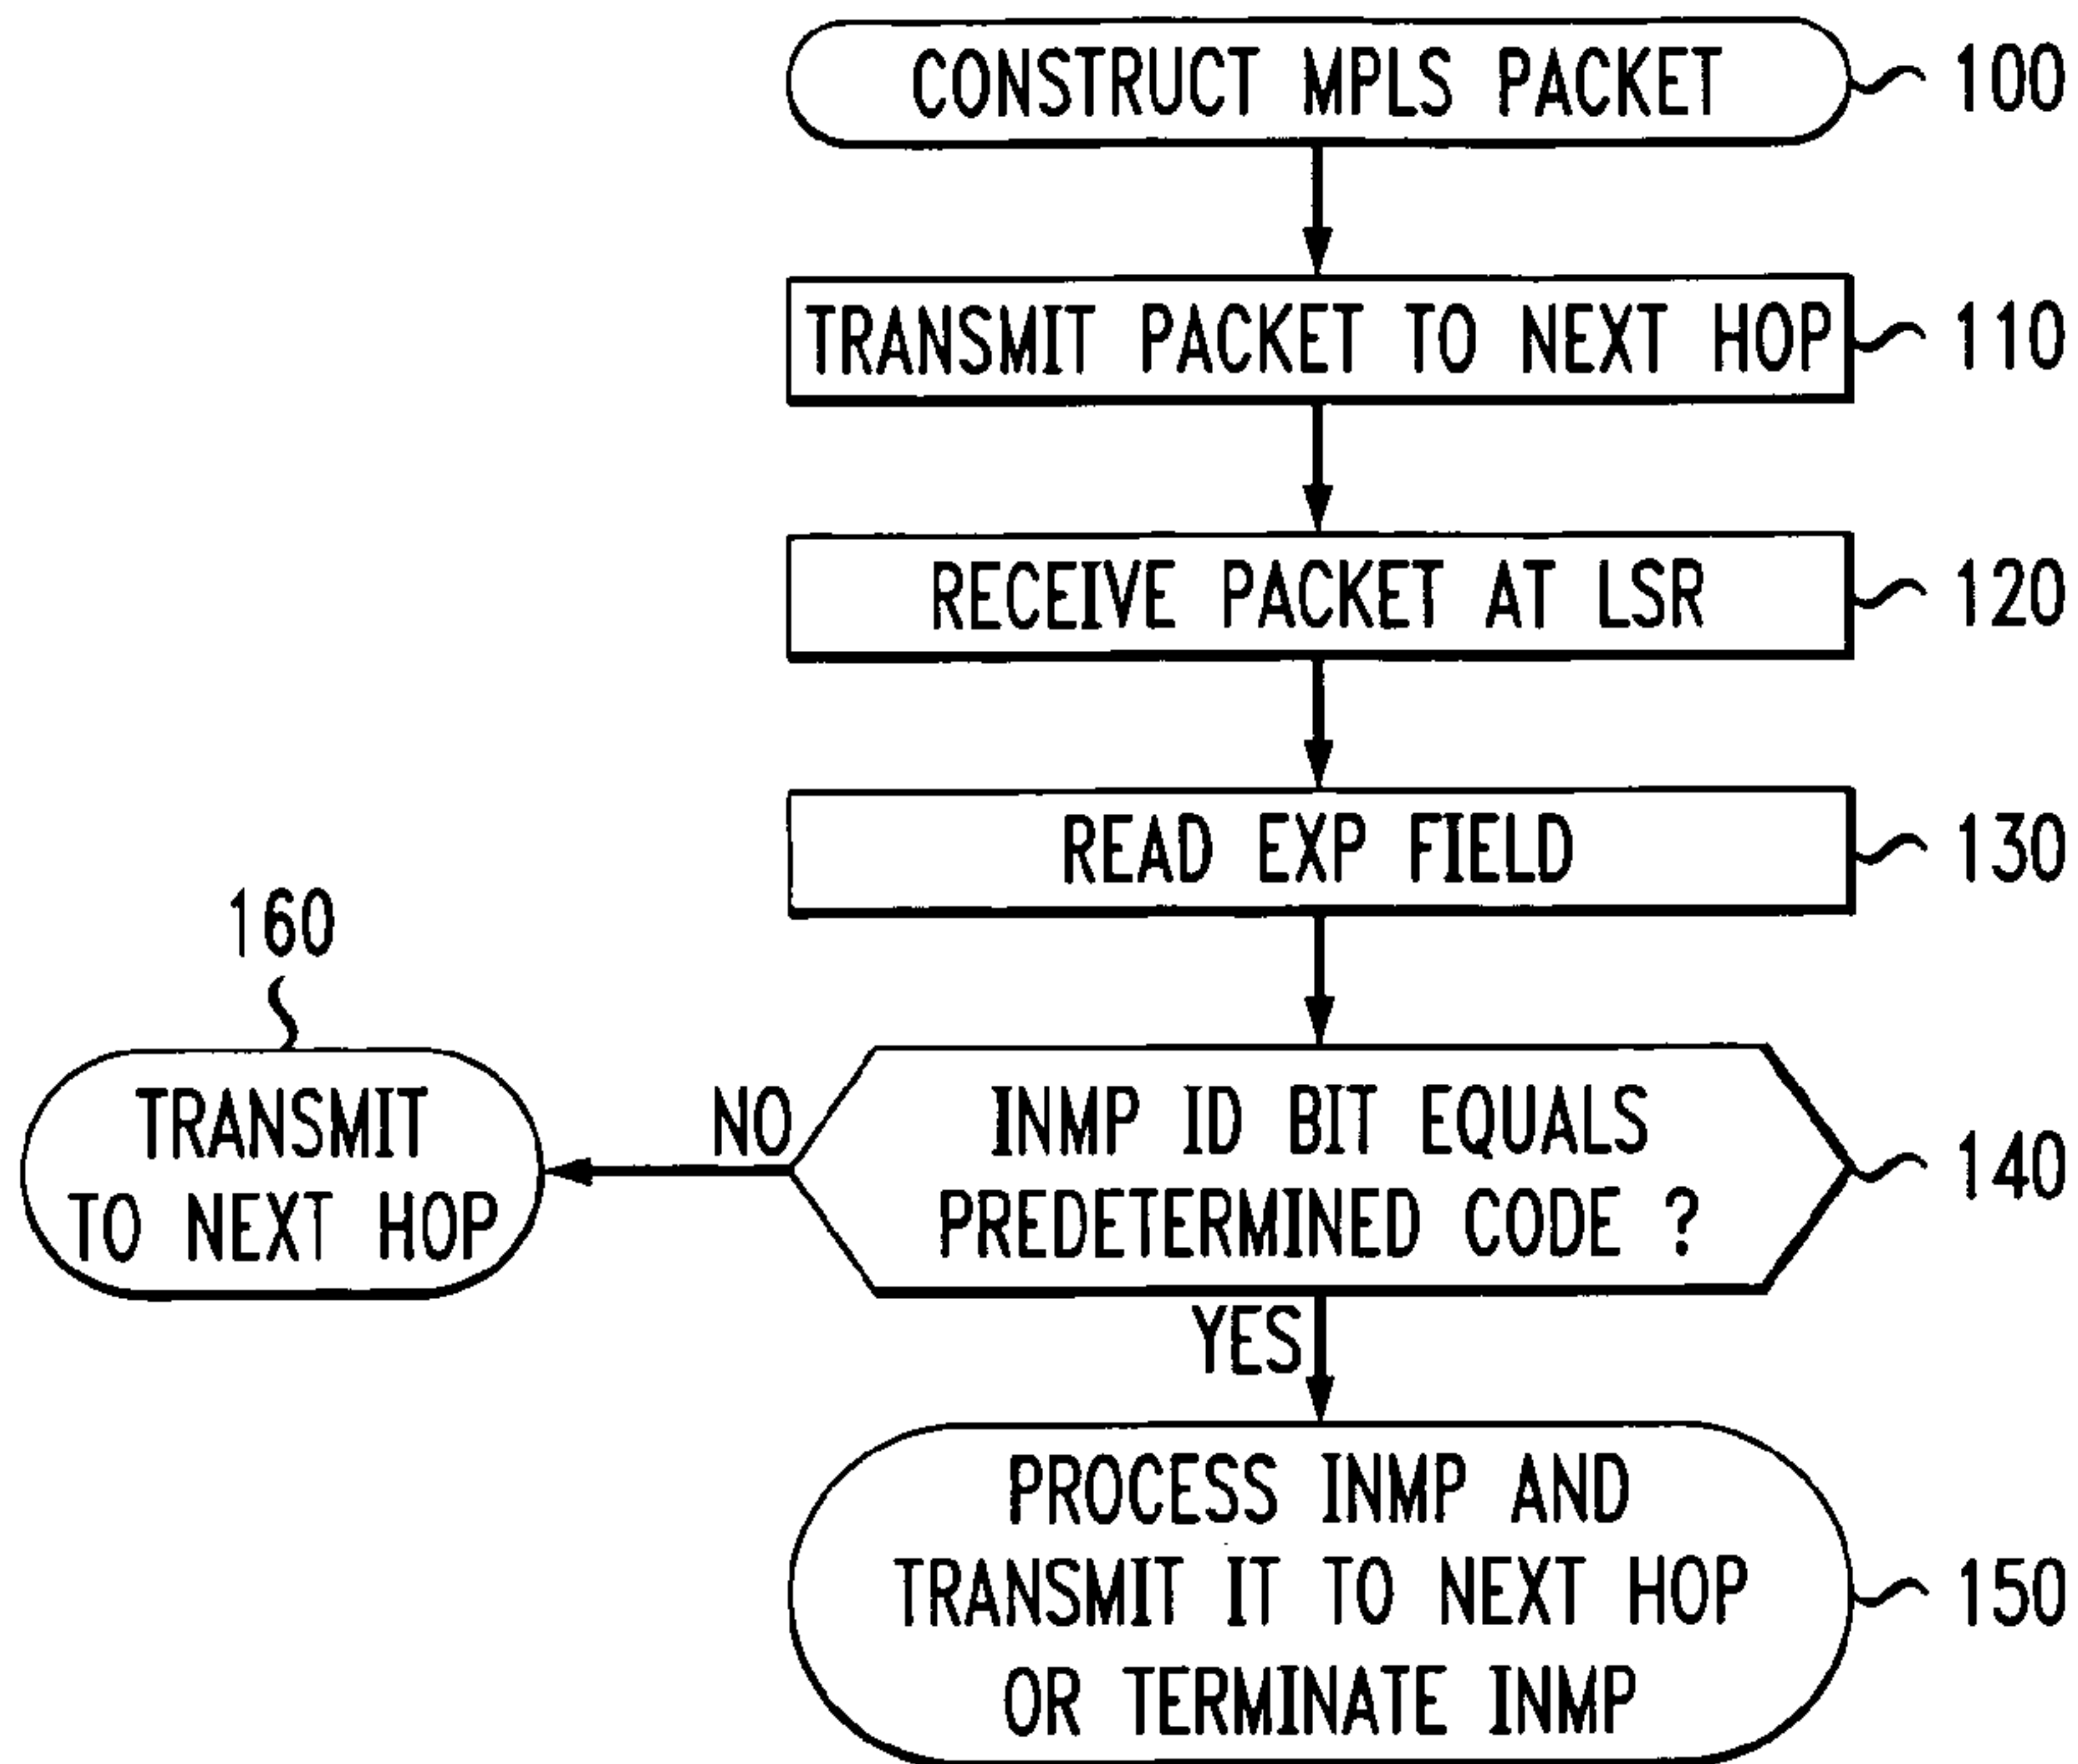 CONSTRUCT MPLS PACKET
100
TRANSMIT PACKET TO NEXT HOP
110
RECEIVE PACKET AT LSR
120
READ EXP FIELD
130
160
TRANSMIT
TO NEXT HOP
NO
INMP ID BIT EQUALS
PREDETERMINED CODE ?
140
YES
PROCESS INMP AND
TRANSMIT IT TO NEXT HOP
OR TERMINATE INMP
150